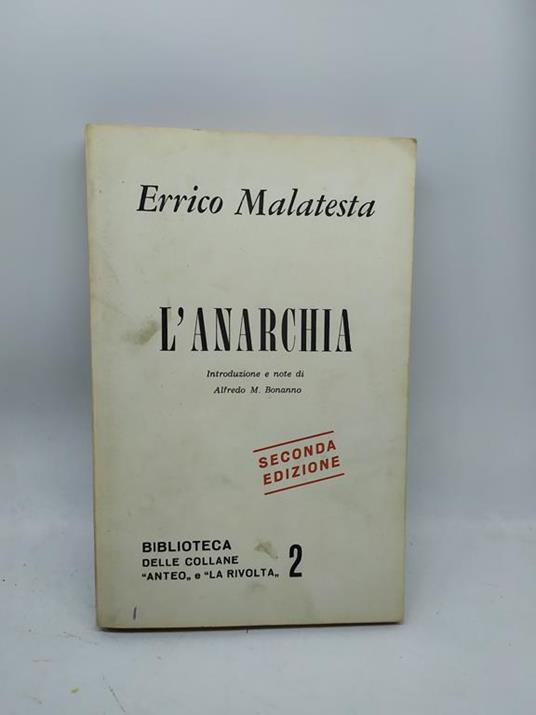 Errico Malatesta
L'ANARCHIA
Introduzione e note di
Alfredo M. Bonanno
SECONDA
EDIZIONE
BIBLIOTECA
DELLE COLLANE
"ANTEO„ e "LA RIVOLTA„ 2